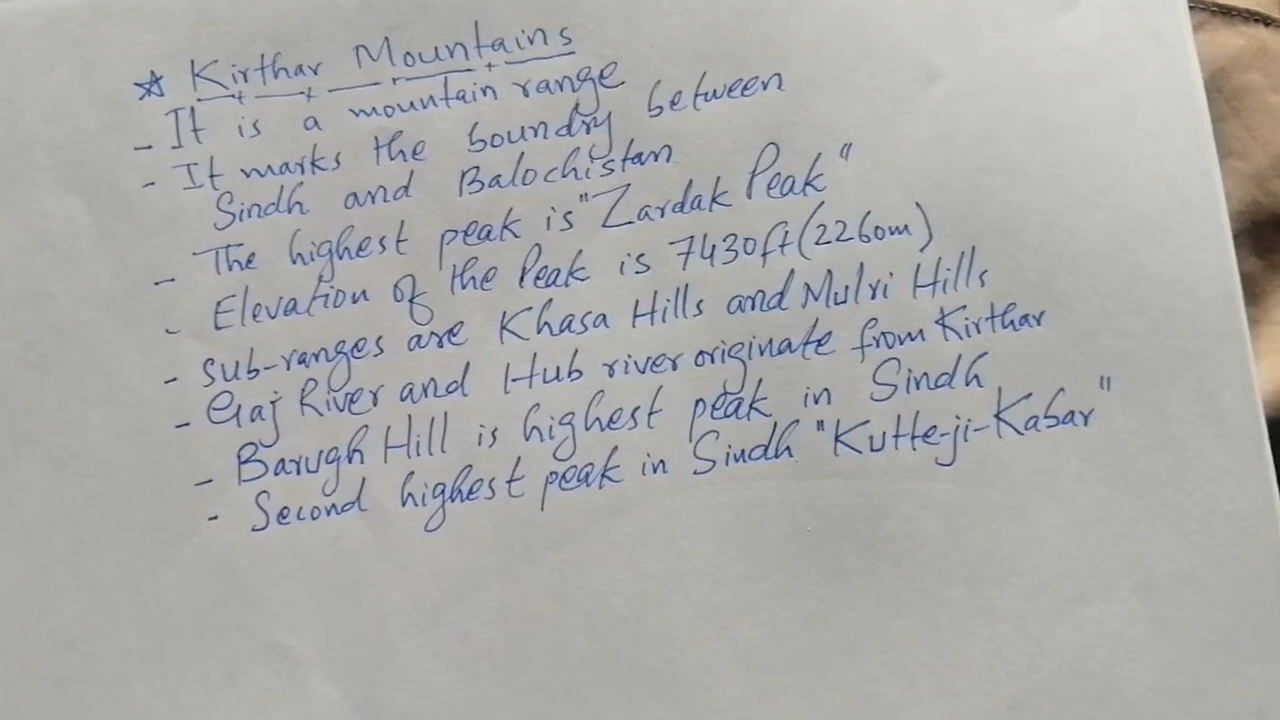 ☆ Kirthar Mountains
- It is a mountain range
- It marks the boundry between
Sindh and Balochistan
- The highest peak is "Zardak Peak"
- Elevation of the Peak is 7430ft (2260m)
- Sub-ranges are Khasa Hills and Mulri Hills
- Gaj River and Hub river originate from Kirthar
- Barugh Hill is highest peak in Sindh
- Second highest peak in Sindh "Kutte-ji-Kabar"